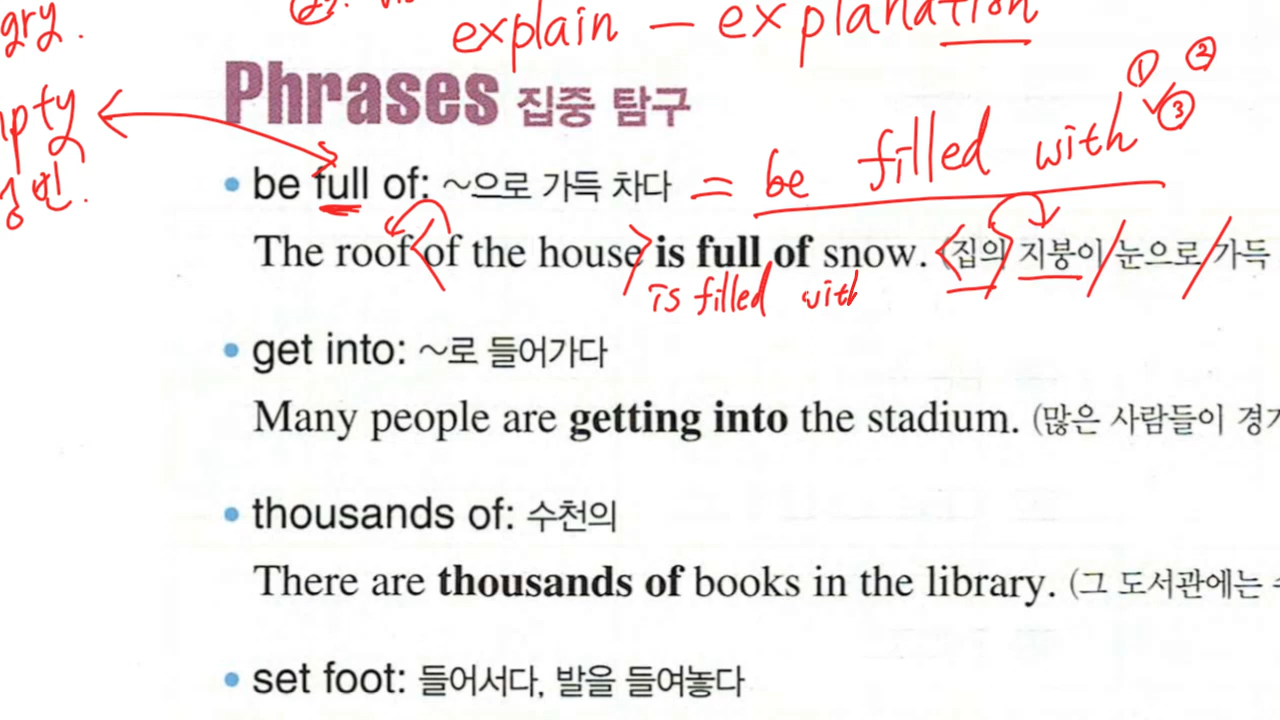 gry.
explain - explanation
Phrases 집중 탐구
① ②
③
• be full of: ~으로 가득 차다 = be filled with
The roof of the house is full of snow. (집의 지붕이 눈으로 가득
is filled with
• get into: ~로 들어가다
Many people are getting into the stadium. (많은 사람들이
• thousands of: 수천의
There are thousands of books in the library. (그 도서관에는
• set foot: 들어서다, 발을 들여놓다